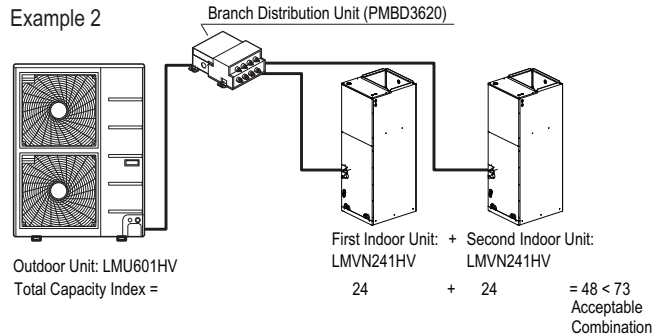 Example 2
Branch Distribution Unit (PMBD3620)
First Indoor Unit: + Second Indoor Unit:
LMVN241HV LMVN241HV
Outdoor Unit: LMU601HV
Total Capacity Index = 24 + 24 = 48 < 73
Acceptable
Combination